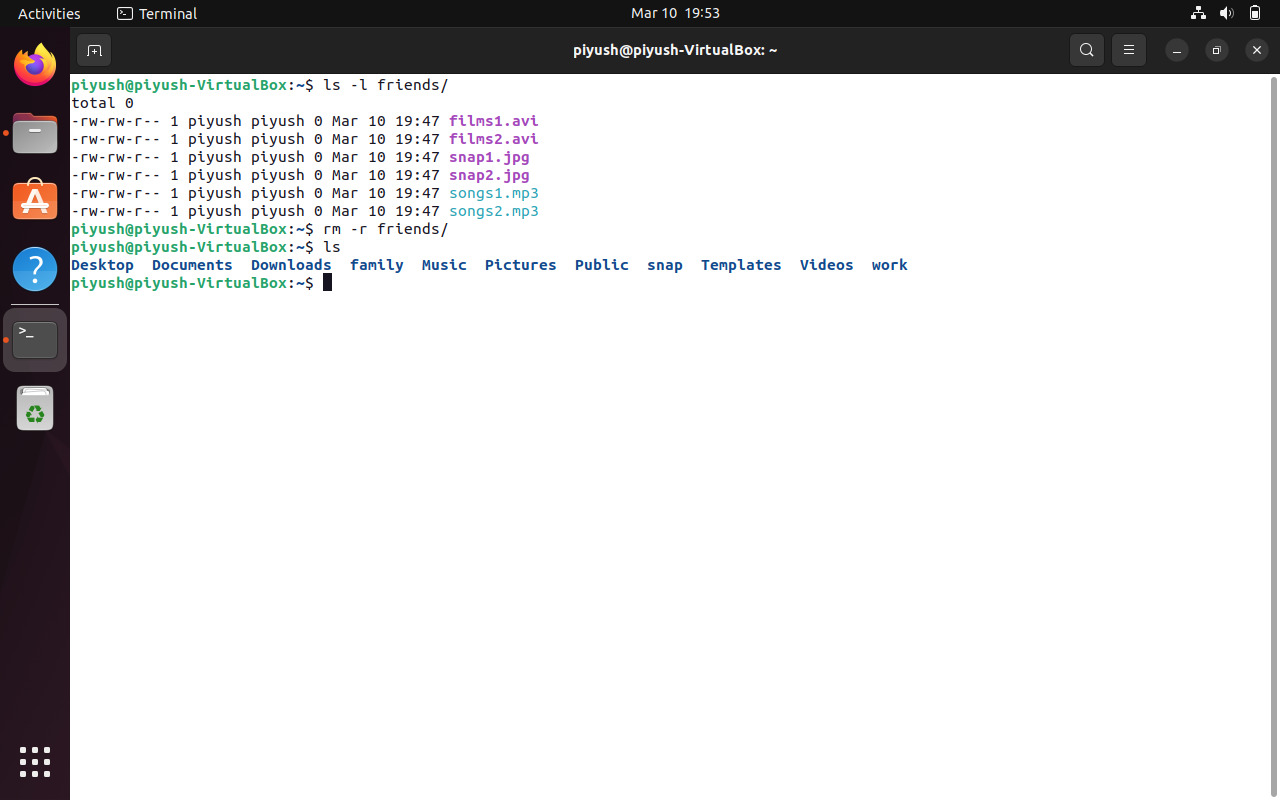 Activities Terminal Mar 10 19:53
piyush@piyush-VirtualBox: ~
piyush@piyush-VirtualBox:~$ ls -l friends/
total 0
-rw-rw-r-- 1 piyush piyush 0 Mar 10 19:47 films1.avi
-rw-rw-r-- 1 piyush piyush 0 Mar 10 19:47 films2.avi
-rw-rw-r-- 1 piyush piyush 0 Mar 10 19:47 snap1.jpg
-rw-rw-r-- 1 piyush piyush 0 Mar 10 19:47 snap2.jpg
-rw-rw-r-- 1 piyush piyush 0 Mar 10 19:47 songs1.mp3
-rw-rw-r-- 1 piyush piyush 0 Mar 10 19:47 songs2.mp3
piyush@piyush-VirtualBox:~$ rm -r friends/
piyush@piyush-VirtualBox:~$ ls
Desktop Documents Downloads family Music Pictures Public snap Templates Videos work
piyush@piyush-VirtualBox:~$